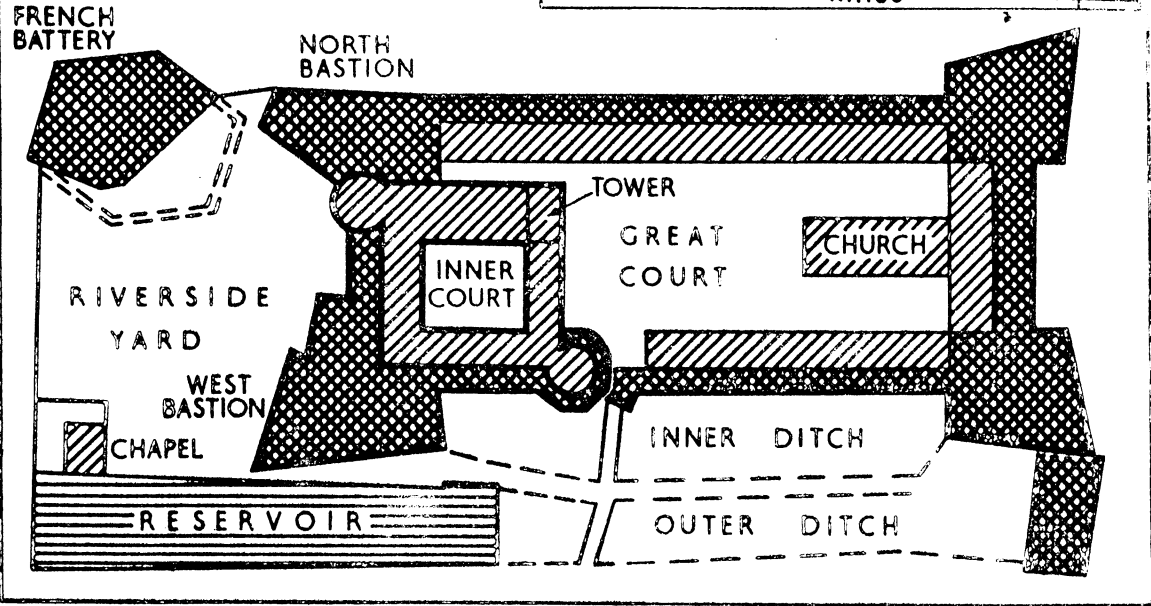 FRENCH
BATTERY
NORTH
BASTION
TOWER
GREAT
COURT
CHURCH
INNER
COURT
RIVERSIDE
YARD
WEST
BASTION
CHAPEL
INNER DITCH
RESERVOIR
OUTER DITCH